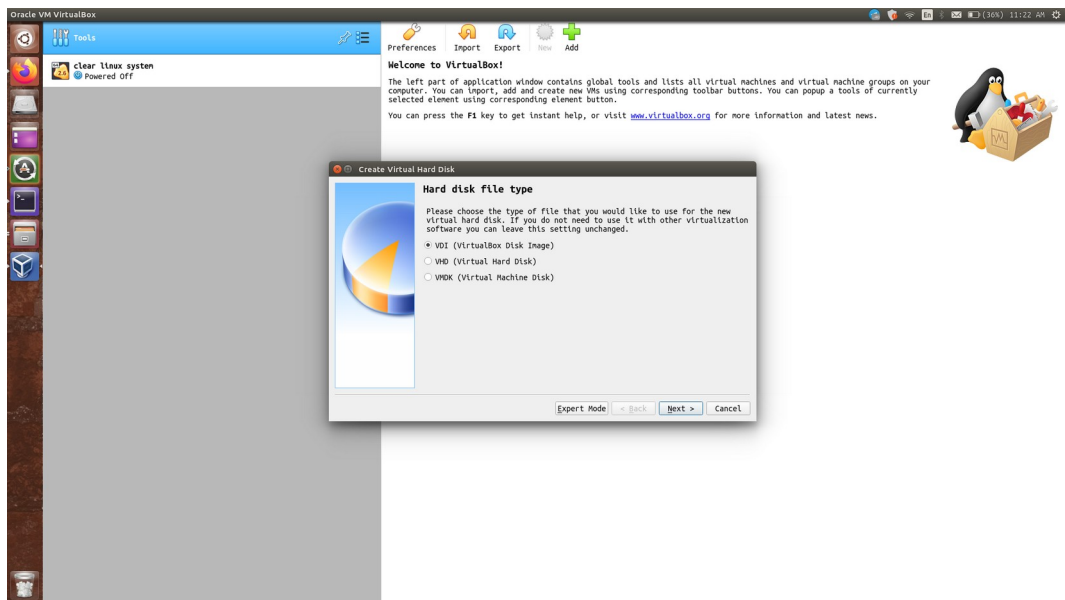 Oracle VM VirtualBox
En
(36%) 11:22 AM
Tools
clear linux system
Powered Off
Preferences Import Export New Add
Welcome to VirtualBox!
The left part of application window contains global tools and lists all virtual machines and virtual machine groups on your
computer. You can import, add and create new VMs using corresponding toolbar buttons. You can popup a tools of currently
selected element using corresponding element button.
You can press the F1 key to get instant help, or visit www.virtualbox.org for more information and latest news.
Create Virtual Hard Disk
Hard disk file type
Please choose the type of file that you would like to use for the new
virtual hard disk. If you do not need to use it with other virtualization
software you can leave this setting unchanged.
VDI (VirtualBox Disk Image)
VHD (Virtual Hard Disk)
VMDK (Virtual Machine Disk)
Expert Mode < Back Next > Cancel